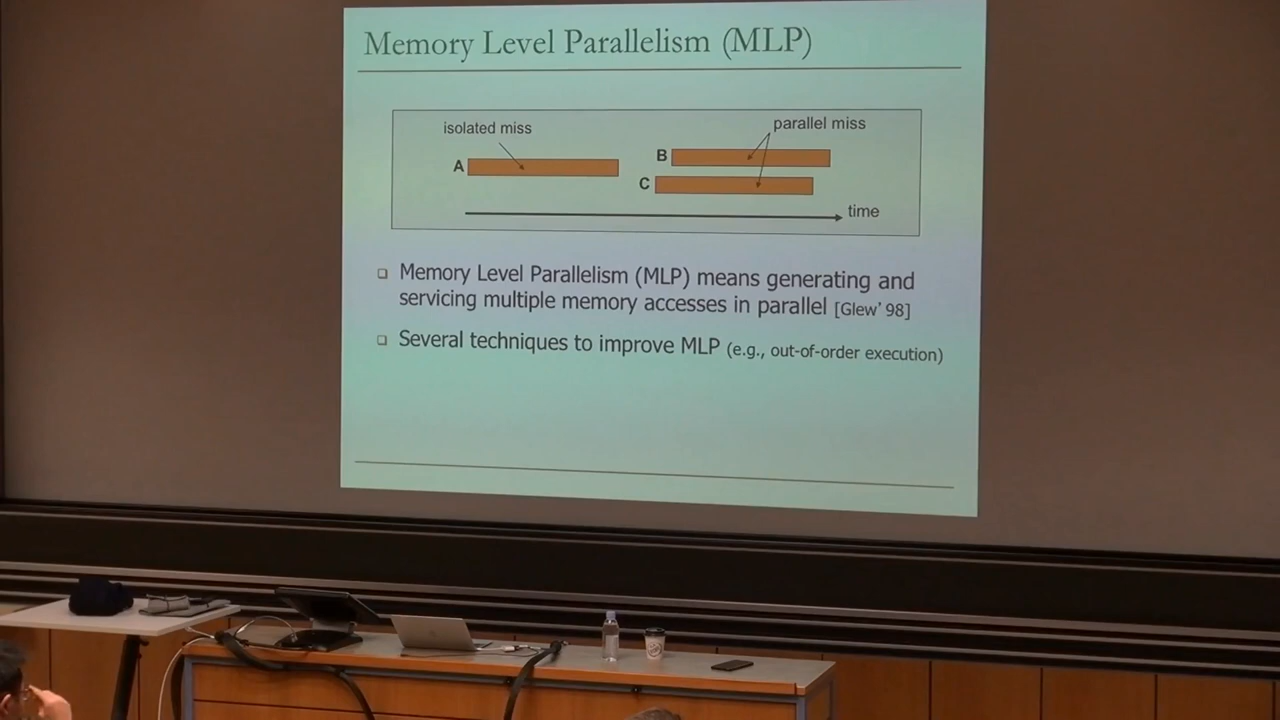 Memory Level Parallelism (MLP)
isolated miss
parallel miss
A
B
C
time
Memory Level Parallelism (MLP) means generating and
servicing multiple memory accesses in parallel [Glew' 98]
Several techniques to improve MLP (e.g., out-of-order execution)